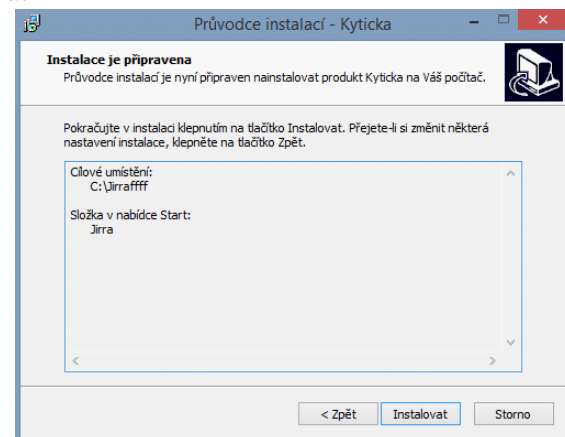 Průvodce instalací - Kyticka
Instalace je připravena
Průvodce instalací je nyní připraven nainstalovat produkt Kyticka na Váš počítač.
Pokračujte v instalaci klepnutím na tlačítko Instalovat. Přejete-li si změnit některá
nastavení instalace, klepněte na tlačítko Zpět.
Cílové umístění:
C:\Jirraffff
Složka v nabídce Start:
Jirra
< Zpět
Instalovat
Storno